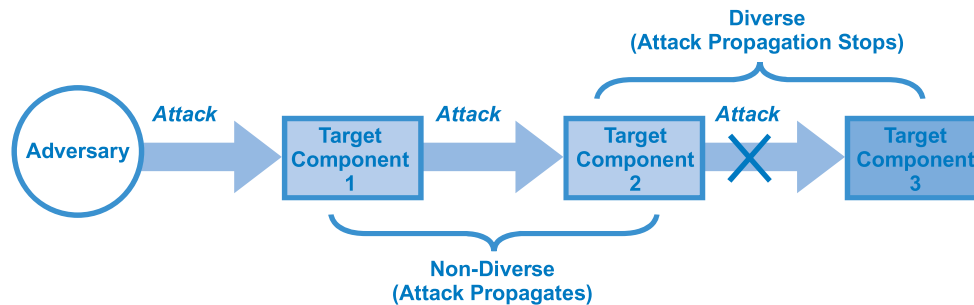 Diverse
(Attack Propagation Stops)
Attack
Attack
Attack
Adversary
Target
Component
1
Target
Component
2
Target
Component
3
Non-Diverse
(Attack Propagates)